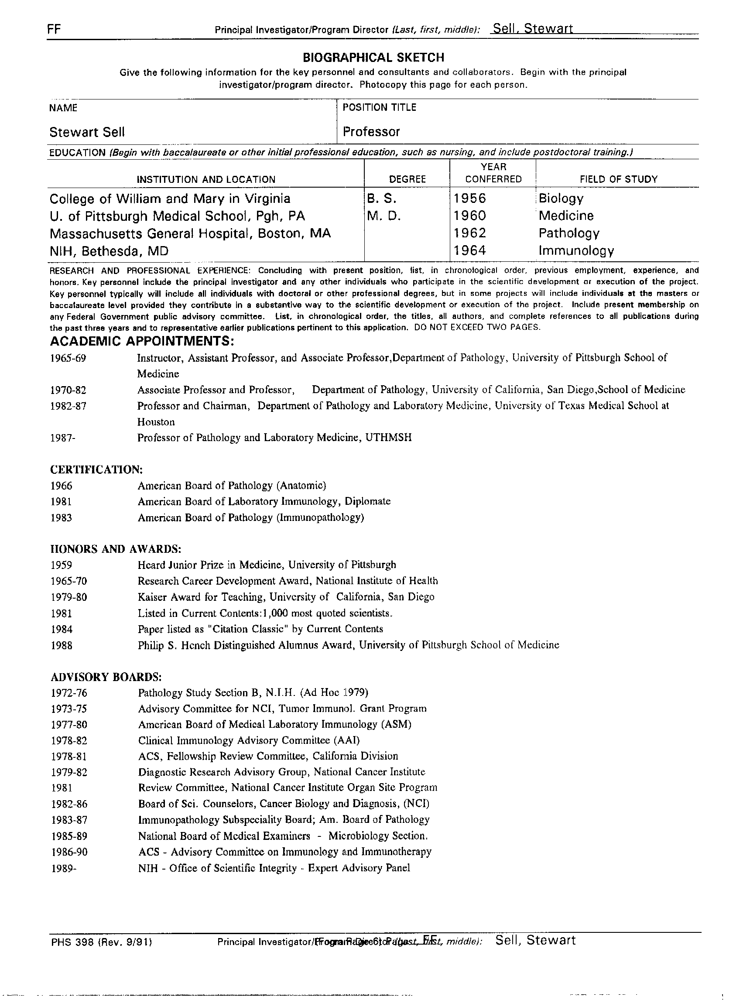 FF Principal Investigator/Program Director (Last, first, middle): Sell, Stewart
BIOGRAPHICAL SKETCH
Give the following information for the key personnel and consultants and collaborators. Begin with the principal
investigator/program director. Photocopy this page for each person.
NAME POSITION TITLE
Stewart Sell Professor
EDUCATION (Begin with baccalaureate or other initial professional education, such as nursing, and include postdoctoral training.)
INSTITUTION AND LOCATION DEGREE YEAR CONFERRED FIELD OF STUDY
College of William and Mary in Virginia B. S. 1956 Biology
U. of Pittsburgh Medical School, Pgh, PA M. D. 1960 Medicine
Massachusetts General Hospital, Boston, MA 1962 Pathology
NIH, Bethesda, MD 1964 Immunology
RESEARCH AND PROFESSIONAL EXPERIENCE: Concluding with present position, list, in chronological order, previous employment, experience, and
honors. Key personnel include the principal investigator and any other individuals who participate in the scientific development or execution of the project.
Key personnel typically will include all individuals with doctoral or other professional degrees, but in some projects will include individuals at the masters or
baccalaureate level provided they contribute in a substantive way to the scientific development or execution of the project. Include present membership on
any Federal Government public advisory committee. List, in chronological order, the titles, all authors, and complete references to all publications during
the past three years and to representative earlier publications pertinent to this application. DO NOT EXCEED TWO PAGES.
ACADEMIC APPOINTMENTS:
1965-69 Instructor, Assistant Professor, and Associate Professor,Department of Pathology, University of Pittsburgh School of
Medicine
1970-82 Associate Professor and Professor, Department of Pathology, University of California, San Diego,School of Medicine
1982-87 Professor and Chairman, Department of Pathology and Laboratory Medicine, University of Texas Medical School at
Houston
1987- Professor of Pathology and Laboratory Medicine, UTHMSH
CERTIFICATION:
1966 American Board of Pathology (Anatomic)
1981 American Board of Laboratory Immunology, Diplomate
1983 American Board of Pathology (Immunopathology)
HONORS AND AWARDS:
1959 Heard Junior Prize in Medicine, University of Pittsburgh
1965-70 Research Career Development Award, National Institute of Health
1979-80 Kaiser Award for Teaching, University of California, San Diego
1981 Listed in Current Contents:1,000 most quoted scientists.
1984 Paper listed as "Citation Classic" by Current Contents
1988 Philip S. Hench Distinguished Alumnus Award, University of Pittsburgh School of Medicine
ADVISORY BOARDS:
1972-76 Pathology Study Section B, N.I.H. (Ad Hoc 1979)
1973-75 Advisory Committee for NCI, Tumor Immunol. Grant Program
1977-80 American Board of Medical Laboratory Immunology (ASM)
1978-82 Clinical Immunology Advisory Committee (AAI)
1978-81 ACS, Fellowship Review Committee, California Division
1979-82 Diagnostic Research Advisory Group, National Cancer Institute
1981 Review Committee, National Cancer Institute Organ Site Program
1982-86 Board of Sci. Counselors, Cancer Biology and Diagnosis, (NCI)
1983-87 Immunopathology Subspeciality Board; Am. Board of Pathology
1985-89 National Board of Medical Examiners - Microbiology Section.
1986-90 ACS - Advisory Committee on Immunology and Immunotherapy
1989- NIH - Office of Scientific Integrity - Expert Advisory Panel
PHS 398 (Rev. 9/91) Principal Investigator/ middle): Sell, Stewart